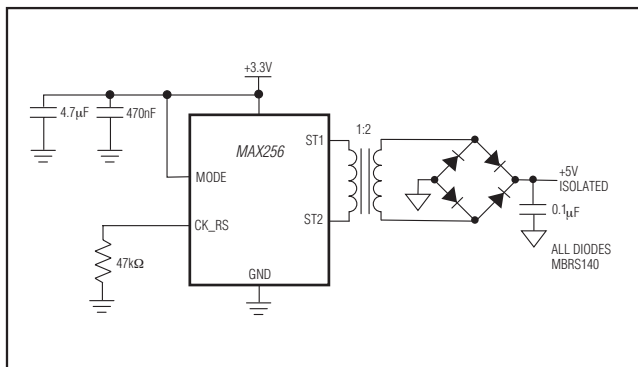 +3.3V
4.7μF
470nF
1:2
ST1
MAX256
+5V
ISOLATED
MODE
0.1μF
ST2
CK_RS
ALL DIODES
MBRS140
47kΩ
GND